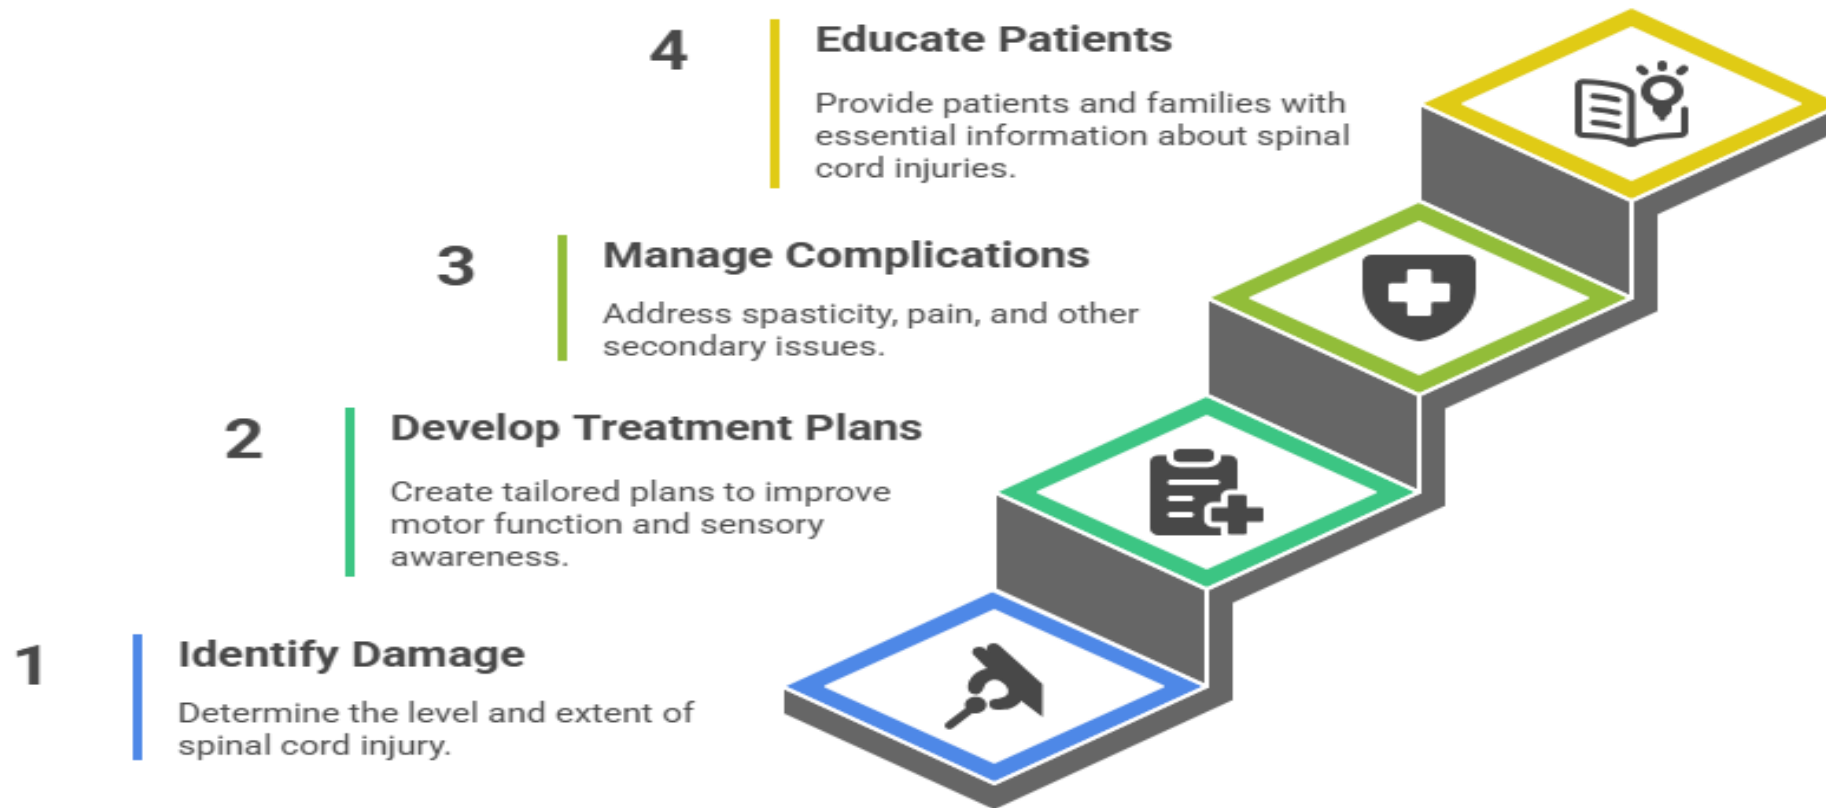 4
Educate Patients
Provide patients and families with
essential information about spinal
cord injuries.
3
Manage Complications
Address spasticity, pain, and other
secondary issues.
2
Develop Treatment Plans
Create tailored plans to improve
motor function and sensory
awareness.
1
Identify Damage
Determine the level and extent of
spinal cord injury.